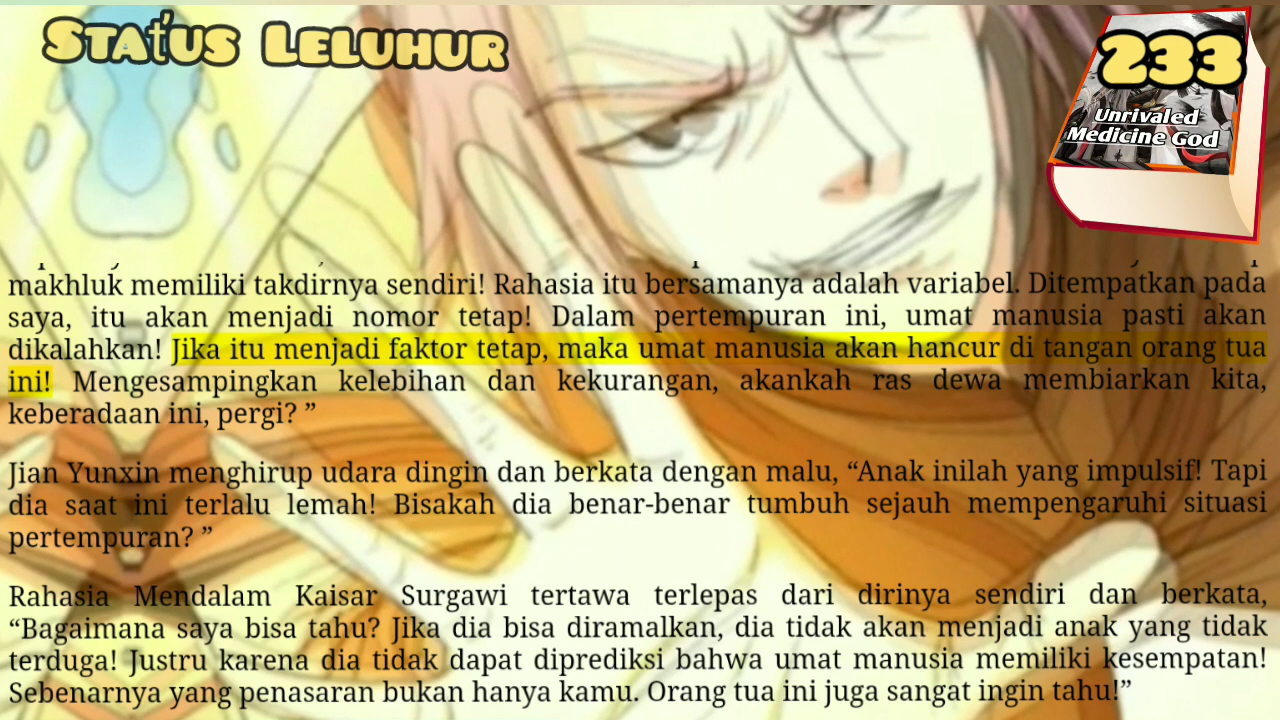 Status Leluhur
233
Unrivaled
Medicine God
makhluk memiliki takdirnya sendiri! Rahasia itu bersamanya adalah variabel. Ditempatkan pada
saya, itu akan menjadi nomor tetap! Dalam pertempuran ini, umat manusia pasti akan
dikalahkan! Jika itu menjadi faktor tetap, maka umat manusia akan hancur di tangan orang tua
ini! Mengesampingkan kelebihan dan kekurangan, akankah ras dewa membiarkan kita,
keberadaan ini, pergi? ”
Jian Yunxin menghirup udara dingin dan berkata dengan malu, “Anak inilah yang impulsif! Tapi
dia saat ini terlalu lemah! Bisakah dia benar-benar tumbuh sejauh mempengaruhi situasi
pertempuran? ”
Rahasia Mendalam Kaisar Surgawi tertawa terlepas dari dirinya sendiri dan berkata,
“Bagaimana saya bisa tahu? Jika dia bisa diramalkan, dia tidak akan menjadi anak yang tidak
terduga! Justru karena dia tidak dapat diprediksi bahwa umat manusia memiliki kesempatan!
Sebenarnya yang penasaran bukan hanya kamu. Orang tua ini juga sangat ingin tahu!”